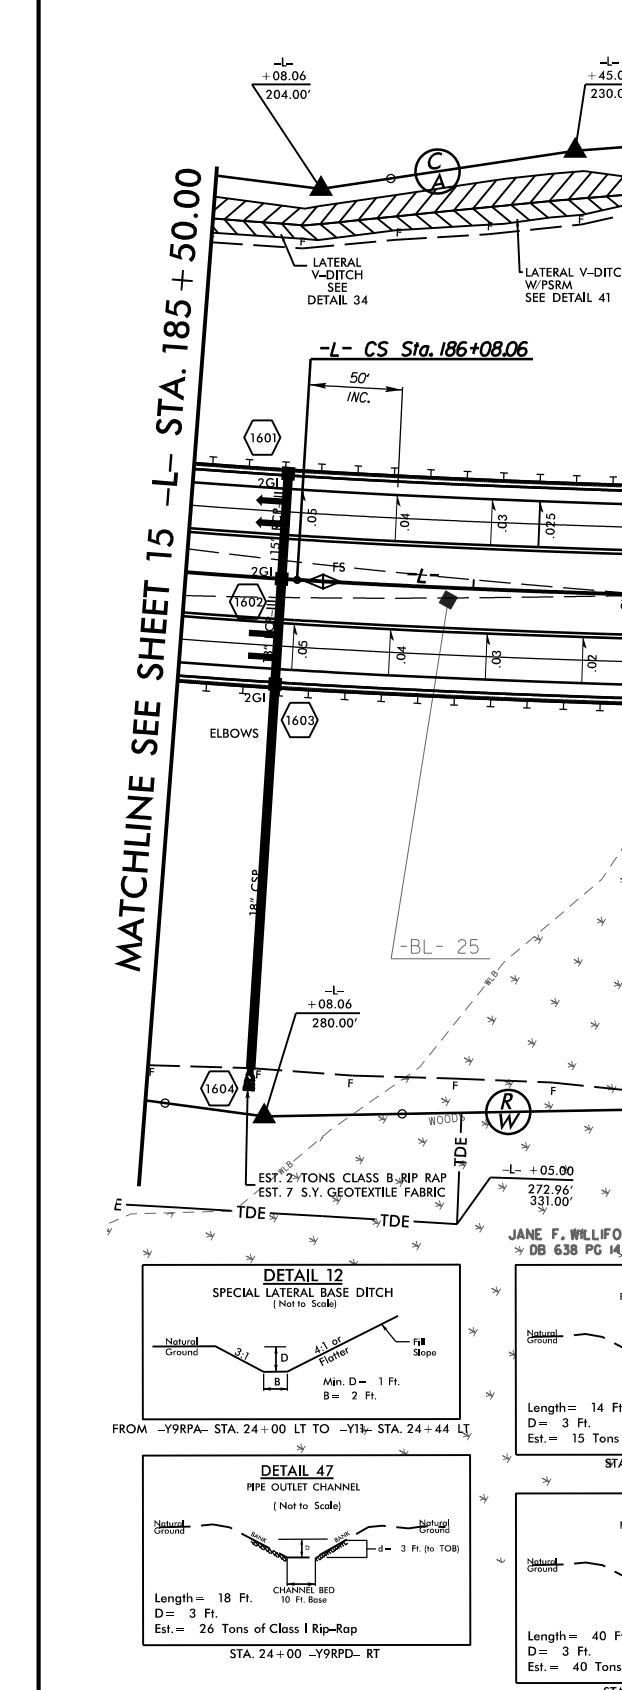 -L-
+08.06
204.00'
-L-
C
A
F
F
F
F
LATERAL
V-DITCH
SEE
DETAIL 34
W/PSRM
SEE DETAIL 41
MATCHLINE SEE SHEET 15 -L- STA. 185+50.00
-L- CS Sta. 186+08.06
50'
INC.
1601
2GI
.05
.04
.03
.025
2GI
FS
-L-
1602
.05
.04
.03
.02
2GI
1603
ELBOWS
18" CSP
-BL- 25
WLB
-L-
+08.06
280.00'
F
F
F
F
F
1604
R
W
WOODS
WLB
TDE
EST. 2 TONS CLASS B RIP RAP
EST. 7 S.Y. GEOTEXTILE FABRIC
-L- +05.00
272.96'
331.00'
E
TDE
TDE
JANE F.
DB 638 PG
DETAIL 12
SPECIAL LATERAL BASE DITCH
( Not to Scale)
Natural
Ground
3:1
D
4:1 or
Flatter
Fill
Slope
B
Min. D= 1 Ft.
B= 2 Ft.
FROM -Y9RPA- STA. 24+00 LT TO -Y11- STA. 24+44 LT
Natural
Ground
Length= 14
D= 3 Ft.
Est.= 15 Tons
DETAIL 47
PIPE OUTLET CHANNEL
( Not to Scale)
Natural
Ground
BANK
D
BANK
Natural
Ground
d= 3 Ft. (to TOB)
CHANNEL BED
10 Ft. Base
Length= 18 Ft.
D= 3 Ft.
Est.= 26 Tons of Class I Rip-Rap
STA. 24+00 -Y9RPD- RT
Natural
Ground
Length= 40
D= 3 Ft.
Est.= 40 Tons